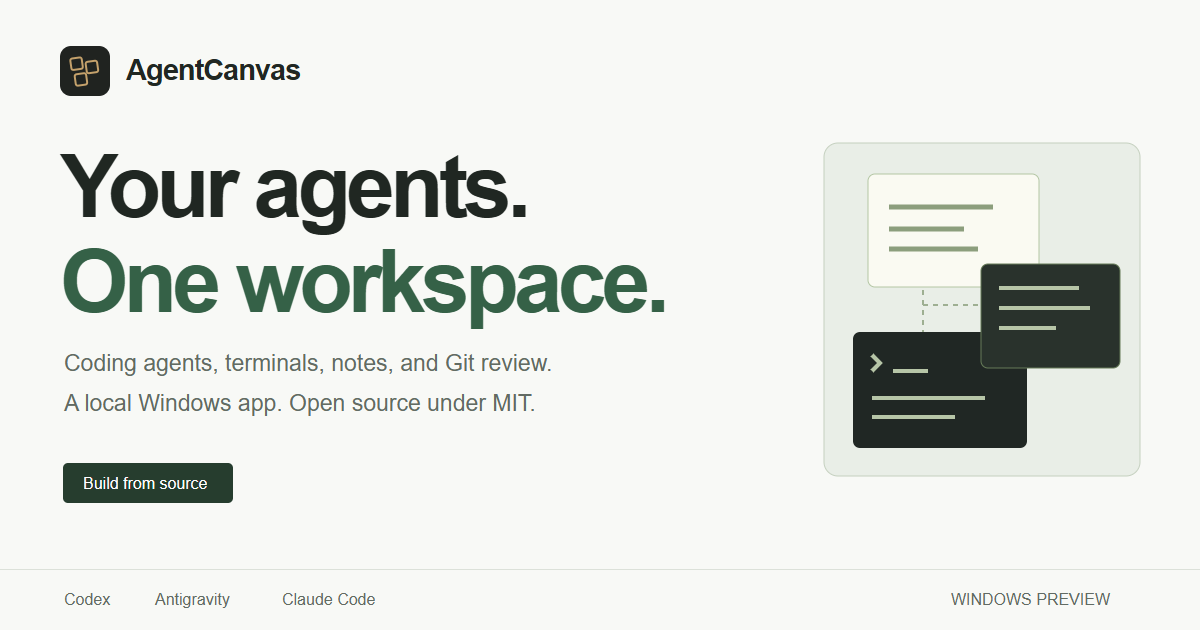 AgentCanvas
Your agents.
One workspace.
Coding agents, terminals, notes, and Git review.
A local Windows app. Open source under MIT.
Build from source
Codex
Antigravity
Claude Code
WINDOWS PREVIEW